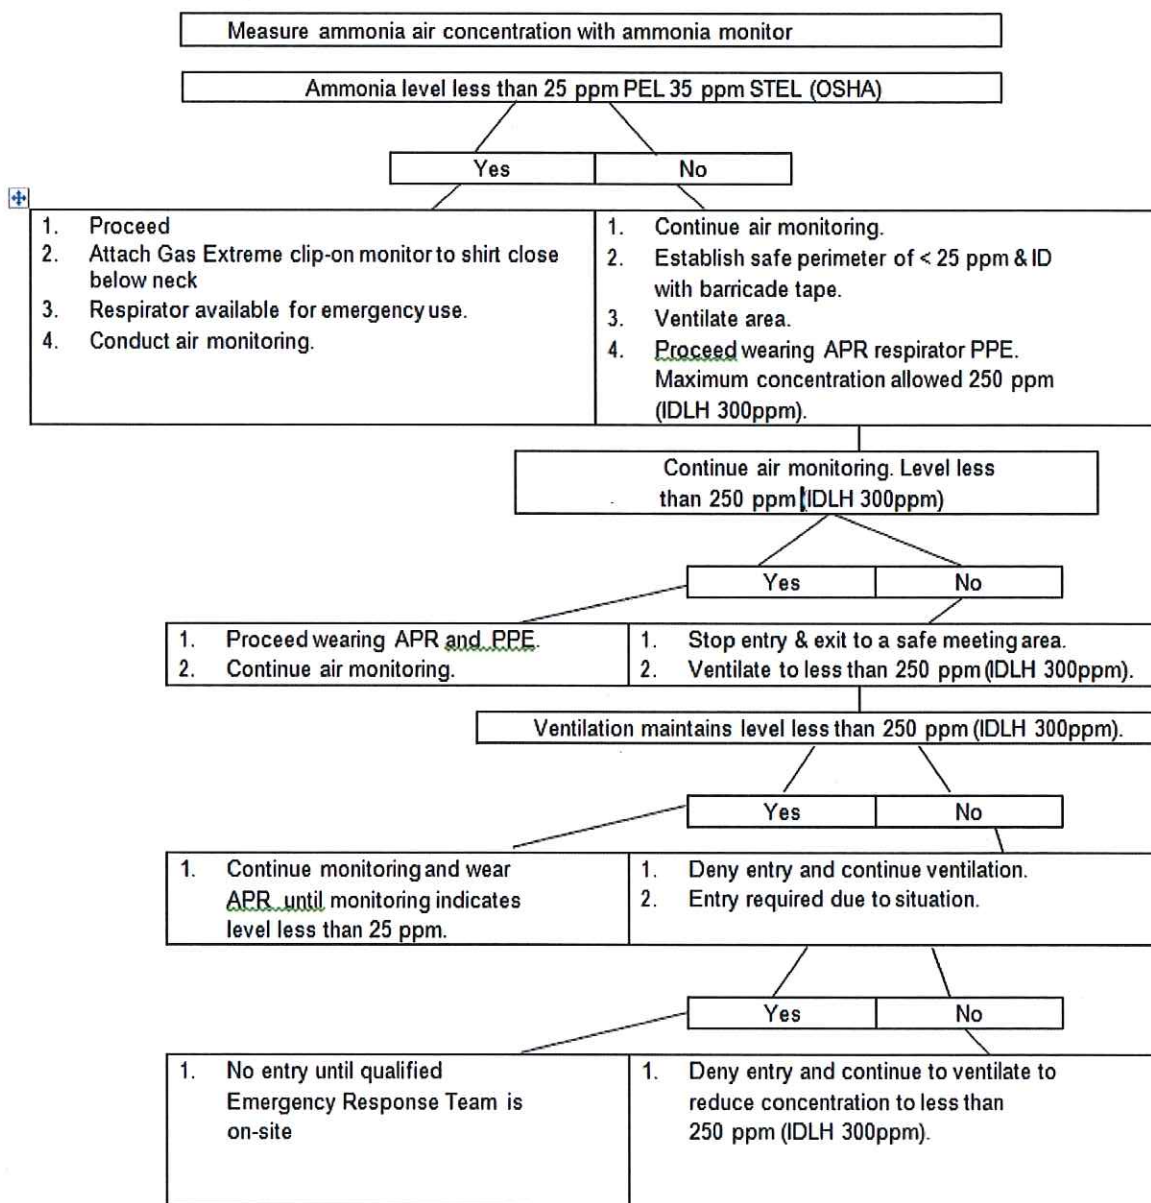 Measure ammonia air concentration with ammonia monitor
Ammonia level less than 25 ppm PEL 35 ppm STEL (OSHA)
Yes
No
1. Proceed
2. Attach Gas Extreme clip-on monitor to shirt close
below neck
3. Respirator available for emergency use.
4. Conduct air monitoring.
1. Continue air monitoring.
2. Establish safe perimeter of < 25 ppm & ID
with barricade tape.
3. Ventilate area.
4. Proceed wearing APR respirator PPE.
Maximum concentration allowed 250 ppm
(IDLH 300ppm).
Continue air monitoring. Level less
than 250 ppm (IDLH 300ppm)
Yes
No
1. Proceed wearing APR and PPE.
2. Continue air monitoring.
1. Stop entry & exit to a safe meeting area.
2. Ventilate to less than 250 ppm (IDLH 300ppm).
Ventilation maintains level less than 250 ppm (IDLH 300ppm).
Yes
No
1. Continue monitoring and wear
APR until monitoring indicates
level less than 25 ppm.
1. Deny entry and continue ventilation.
2. Entry required due to situation.
Yes
No
1. No entry until qualified
Emergency Response Team is
on-site
1. Deny entry and continue to ventilate to
reduce concentration to less than
250 ppm (IDLH 300ppm).